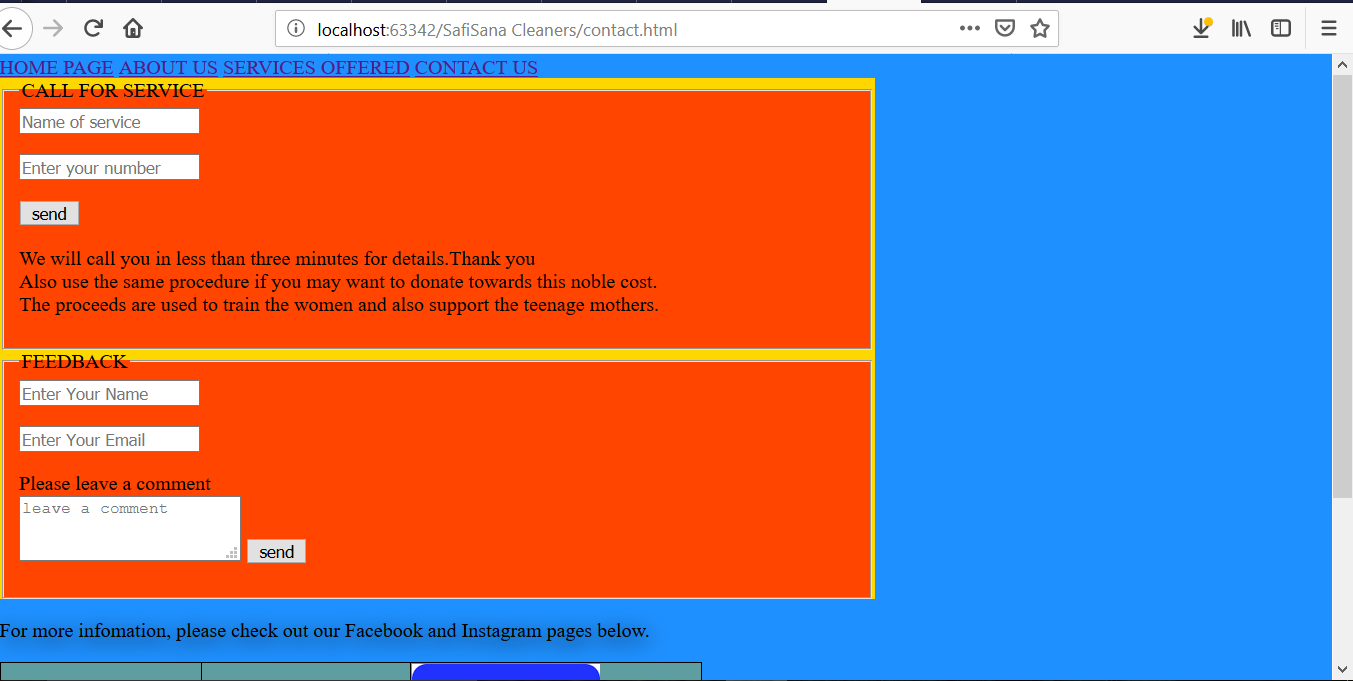 localhost:63342/SafiSana Cleaners/contact.html
HOME PAGE ABOUT US SERVICES OFFERED CONTACT US
CALL FOR SERVICE
Name of service
Enter your number
send
We will call you in less than three minutes for details.Thank you
Also use the same procedure if you may want to donate towards this noble cost.
The proceeds are used to train the women and also support the teenage mothers.
FEEDBACK
Enter Your Name
Enter Your Email
Please leave a comment
leave a comment
send
For more infomation, please check out our Facebook and Instagram pages below.